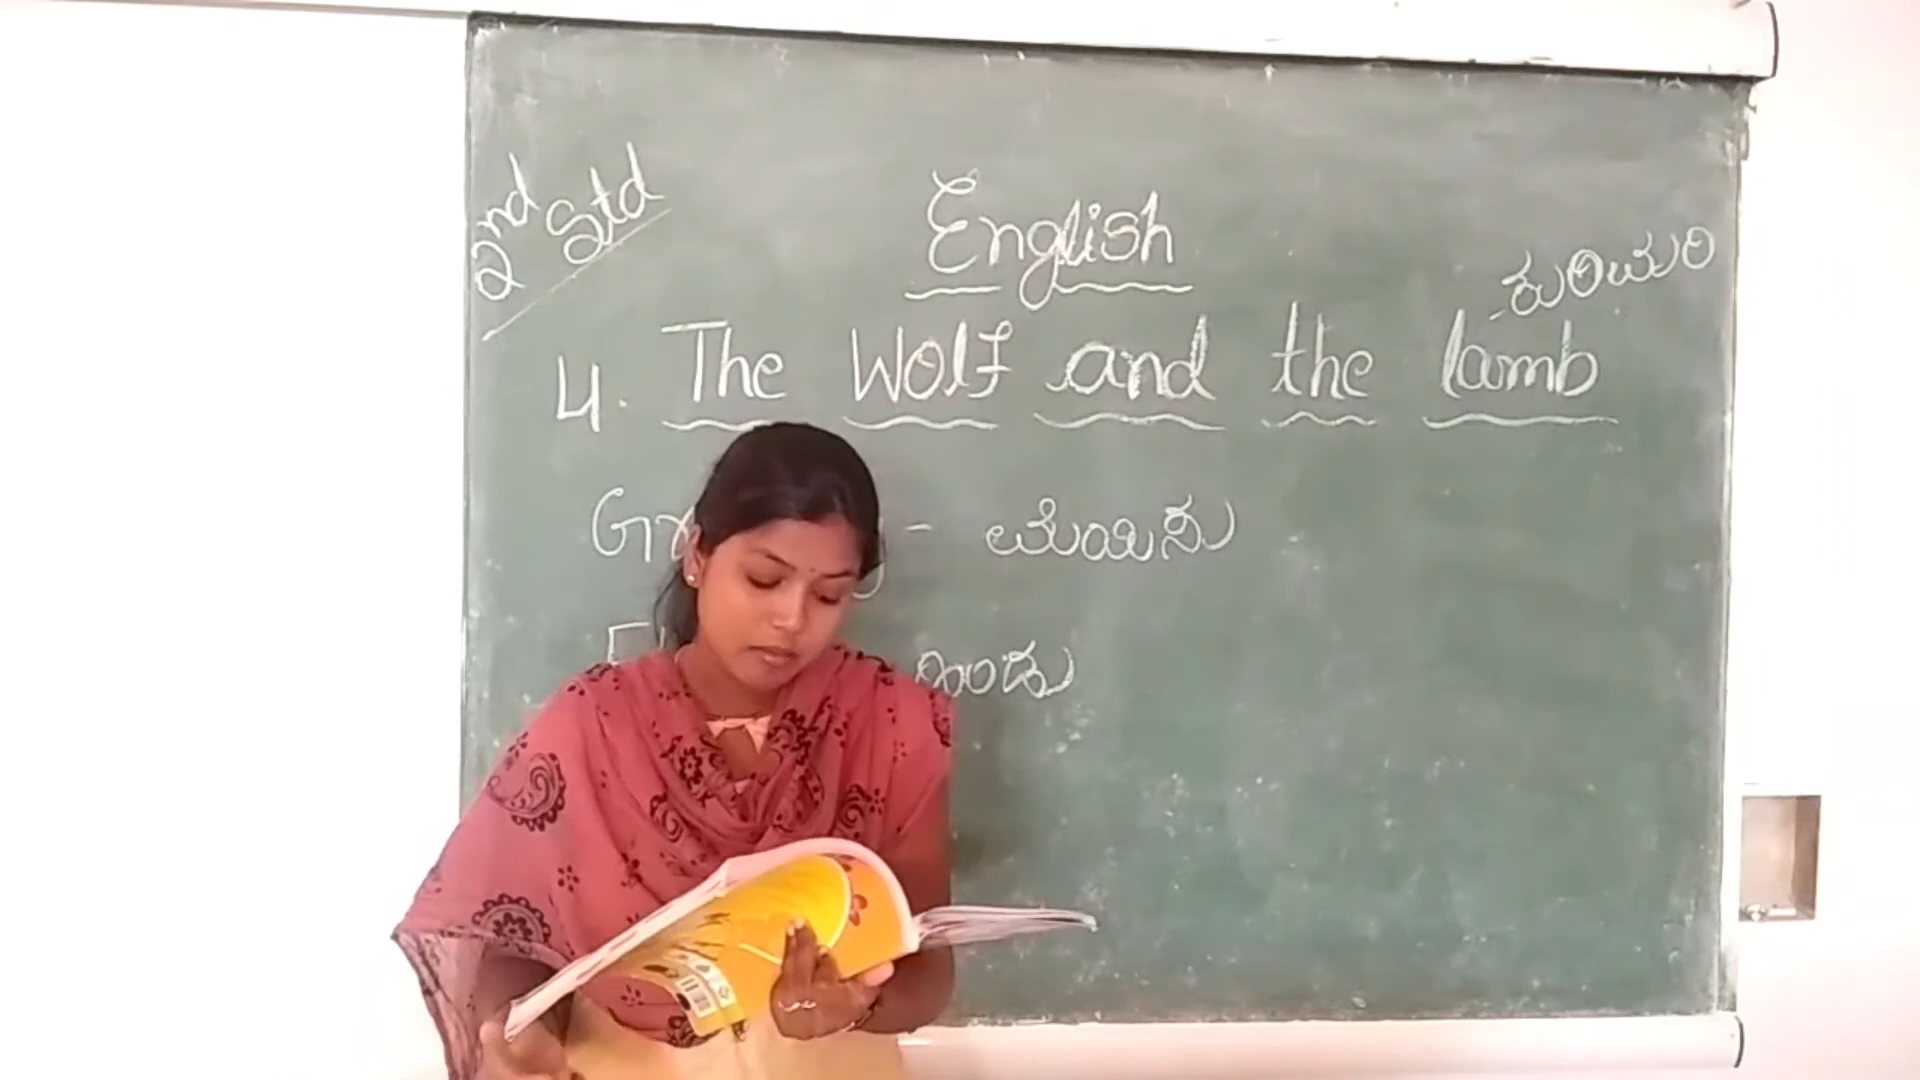 2nd Std
English
ಕುರಿಮರಿ
4. The Wolf and the lamb
- ಮೆಯಿಸು
ಹಿಂಡು